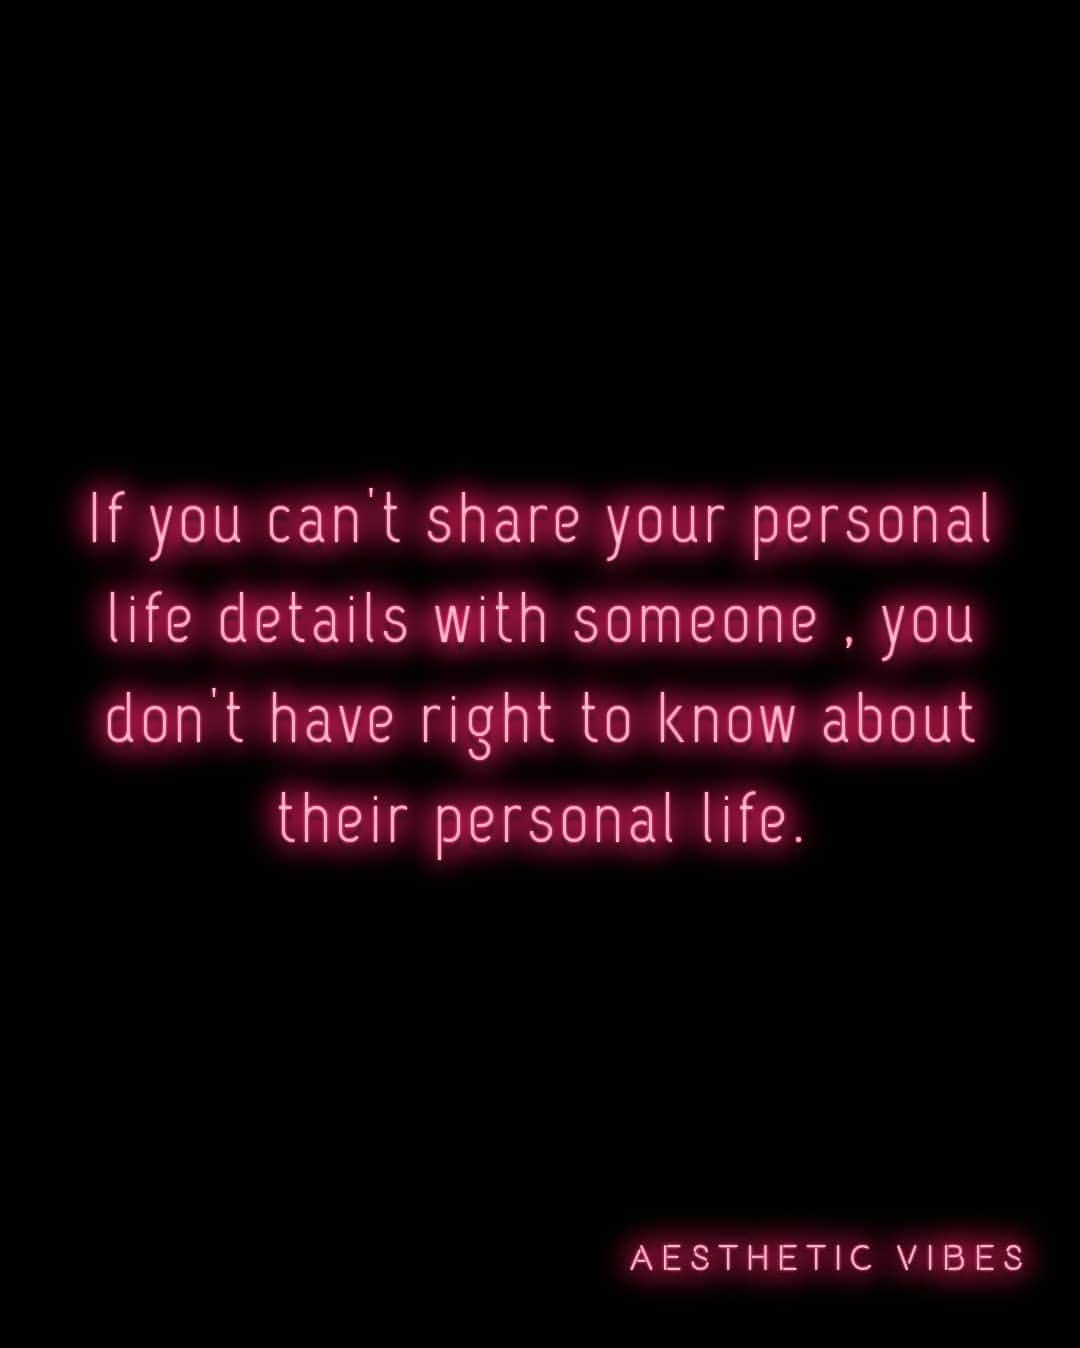 If you can't share your personal
life details with someone , you
don't have right to know about
their personal life.
AESTHETIC VIBES